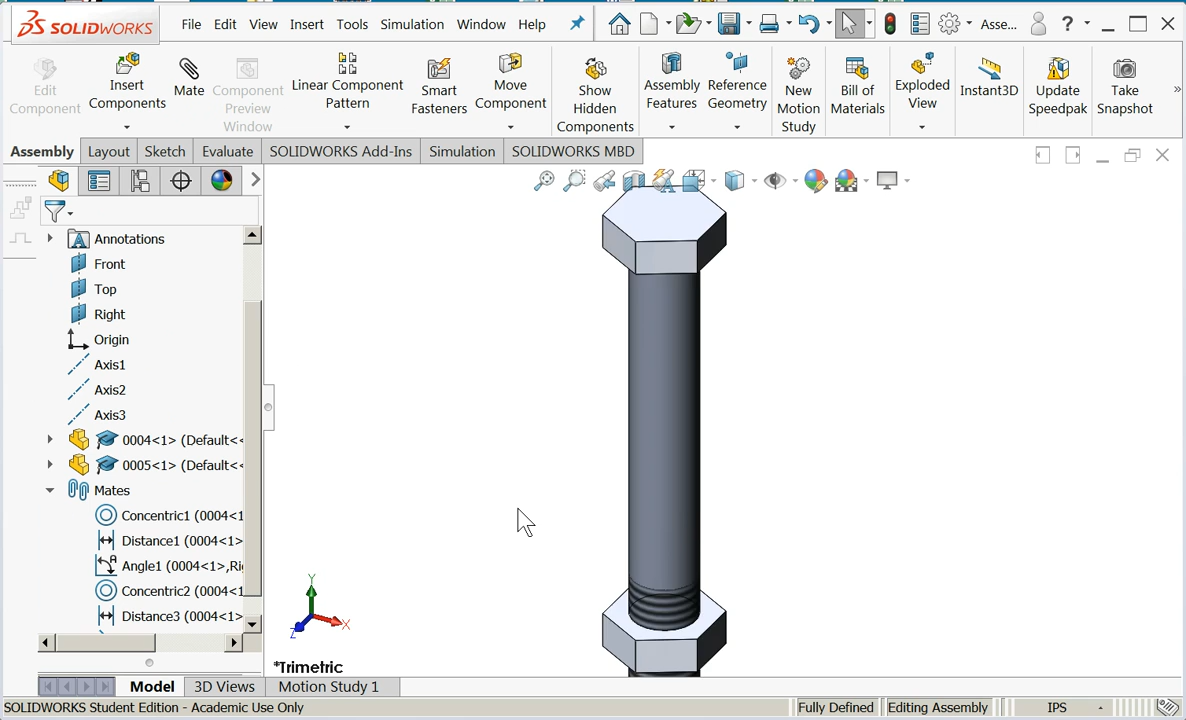 SOLIDWORKS File Edit View Insert Tools Simulation Window Help Asse... ?
Edit Component
Insert Components
Mate
Component Preview Window
Linear Component Pattern
Smart Fasteners
Move Component
Show Hidden Components
Assembly Features
Reference Geometry
New Motion Study
Bill of Materials
Exploded View
Instant3D
Update Speedpak
Take Snapshot
Assembly Layout Sketch Evaluate SOLIDWORKS Add-Ins Simulation SOLIDWORKS MBD
Annotations
Front
Top
Right
Origin
Axis1
Axis2
Axis3
0004<1> (Default<<
0005<1> (Default<<
Mates
Concentric1 (0004<1
Distance1 (0004<1>
Angle1 (0004<1>,Ri
Concentric2 (0004<1
Distance3 (0004<1>
Y
X
Z
*Trimetric
Model 3D Views Motion Study 1
SOLIDWORKS Student Edition - Academic Use Only Fully Defined Editing Assembly IPS